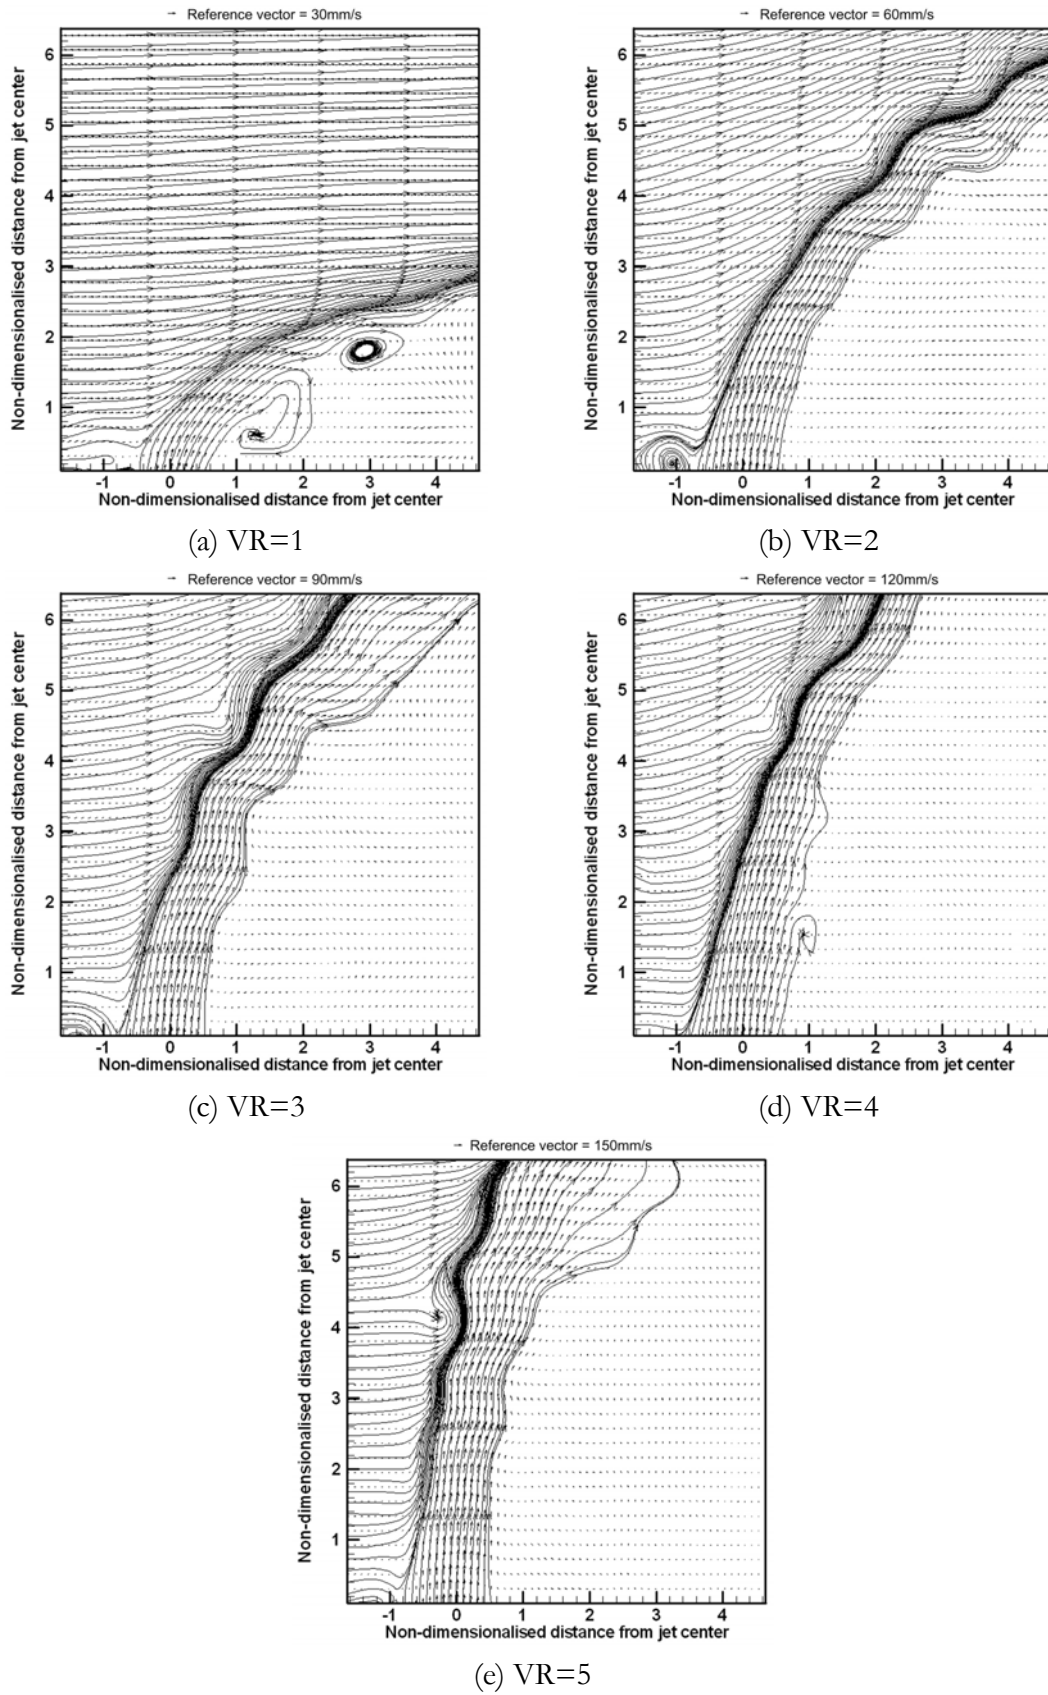 Reference vector = 30mm/s
Non-dimensionalised distance from jet center
6
5
4
3
2
1
-1 0 1 2 3 4
Non-dimensionalised distance from jet center
(a) VR=1
Reference vector = 60mm/s
Non-dimensionalised distance from jet center
6
5
4
3
2
1
-1 0 1 2 3 4
Non-dimensionalised distance from jet center
(b) VR=2
Reference vector = 90mm/s
Non-dimensionalised distance from jet center
6
5
4
3
2
1
-1 0 1 2 3 4
Non-dimensionalised distance from jet center
(c) VR=3
Reference vector = 120mm/s
Non-dimensionalised distance from jet center
6
5
4
3
2
1
-1 0 1 2 3 4
Non-dimensionalised distance from jet center
(d) VR=4
Reference vector = 150mm/s
Non-dimensionalised distance from jet center
6
5
4
3
2
1
-1 0 1 2 3 4
Non-dimensionalised distance from jet center
(e) VR=5